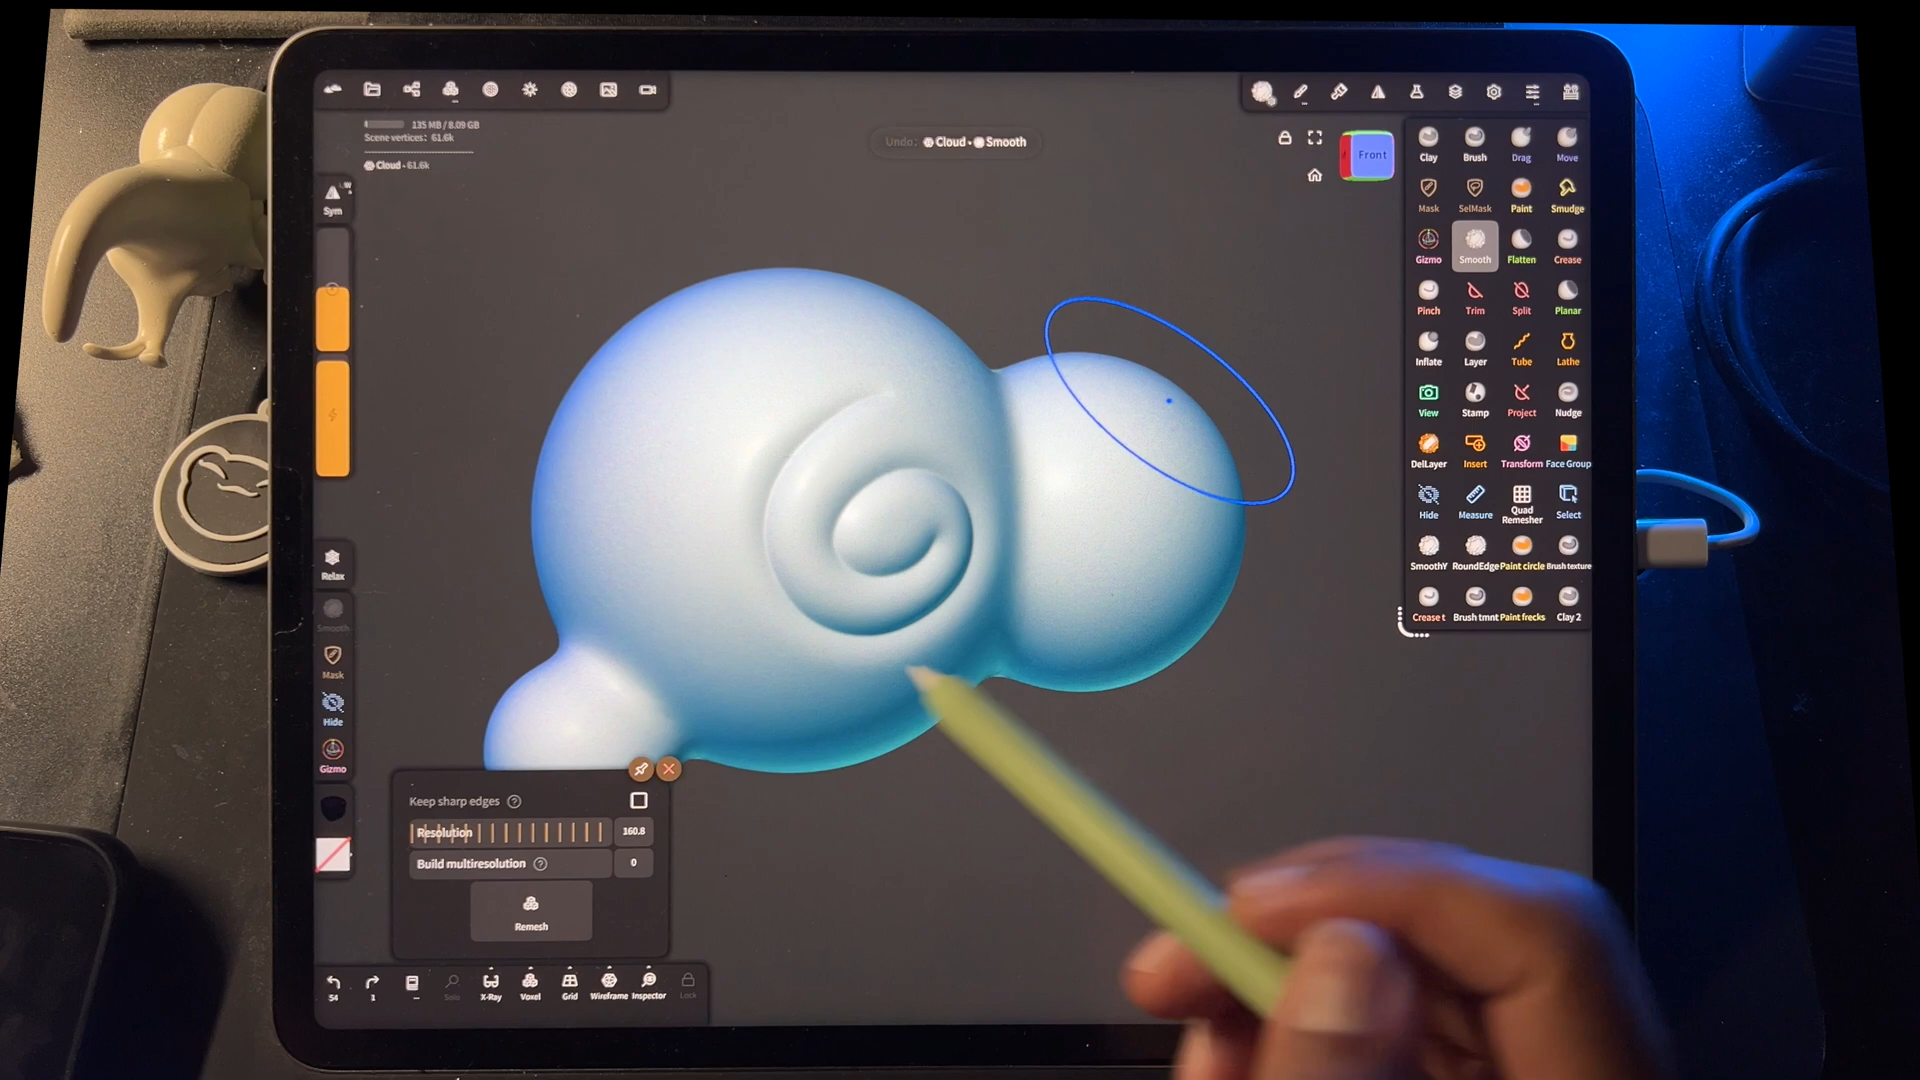 135 MB / 8.09 GB
Scene vertices: 61.6k
Cloud - 61.6k
Undo: Cloud - Smooth
Front
Sym
Relax
Smooth
Mask
Hide
Gizmo
Clay Brush Drag Move
Mask SelMask Paint Smudge
Gizmo Smooth Flatten Crease
Pinch Trim Split Planar
Inflate Layer Tube Lathe
View Stamp Project Nudge
DelLayer Insert Transform Face Group
Hide Measure Quad Remesher Select
SmoothY RoundEdge Paint circle Brush texture
Crease t Brush tmnt Paint frecks Clay 2
Keep sharp edges ?
Resolution 160.8
Build multiresolution ? 0
Remesh
54 1 Solo X-Ray Voxel Grid Wireframe Inspector Lock